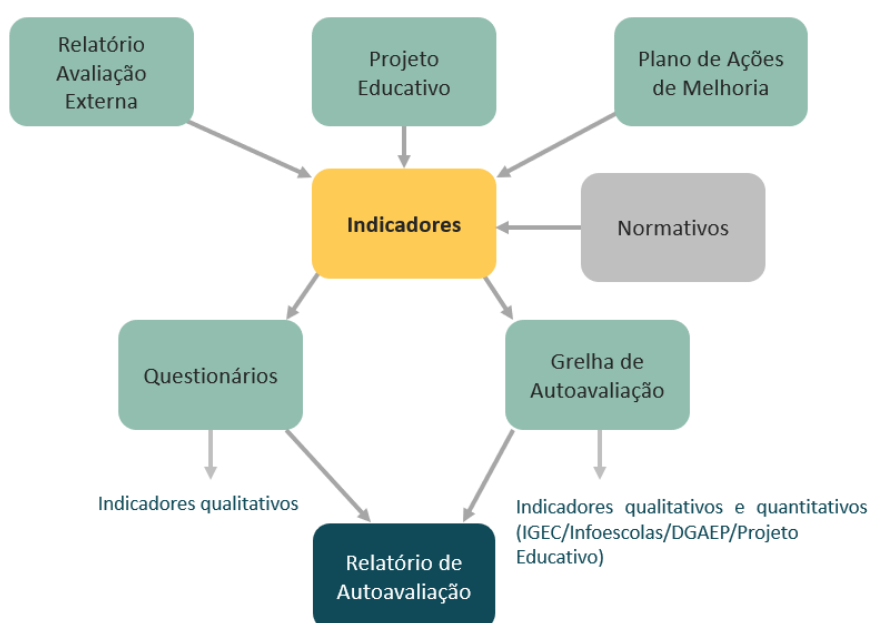 Relatório
Avaliação
Externa
Projeto
Educativo
Plano de Ações
de Melhoria
Indicadores
Normativos
Questionários
Grelha de
Autoavaliação
Indicadores qualitativos
Indicadores qualitativos e quantitativos
(IGEC/Infoescolas/DGAEP/Projeto
Educativo)
Relatório de
Autoavaliação